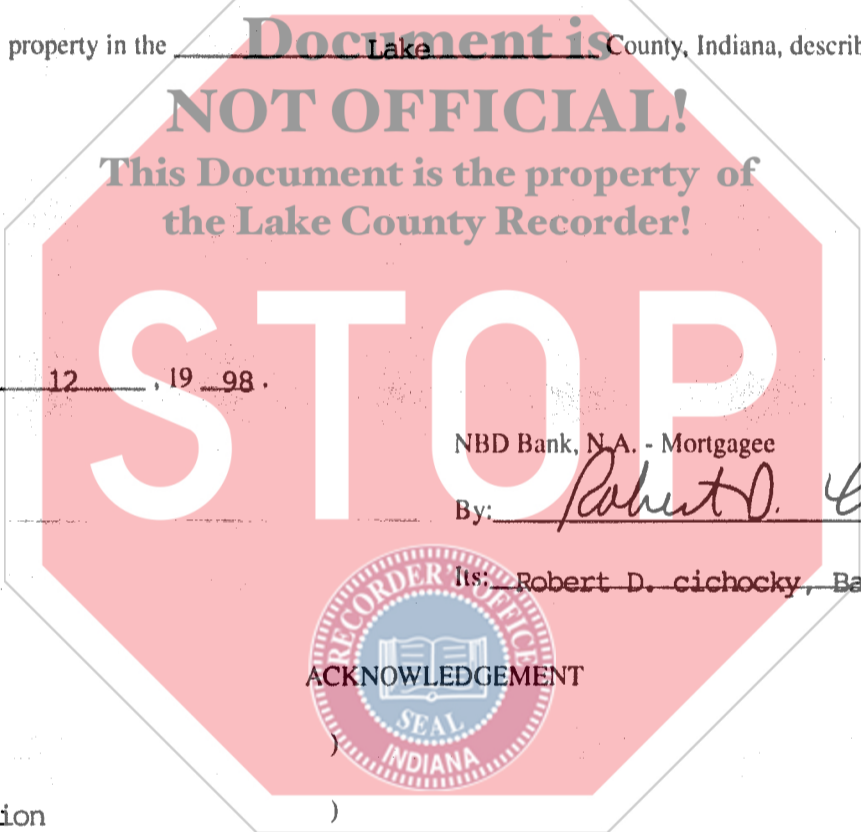 Document is
property in the Lake County, Indiana, describ
NOT OFFICIAL!
This Document is the property of
the Lake County Recorder!
STOP
12 , 19 98 .
NBD Bank, N.A. - Mortgagee
By: Robert D. C
Its: Robert D. cichocky, Ba
RECORDER'S OFFICE
ACKNOWLEDGEMENT
SEAL
INDIANA
)
ion )